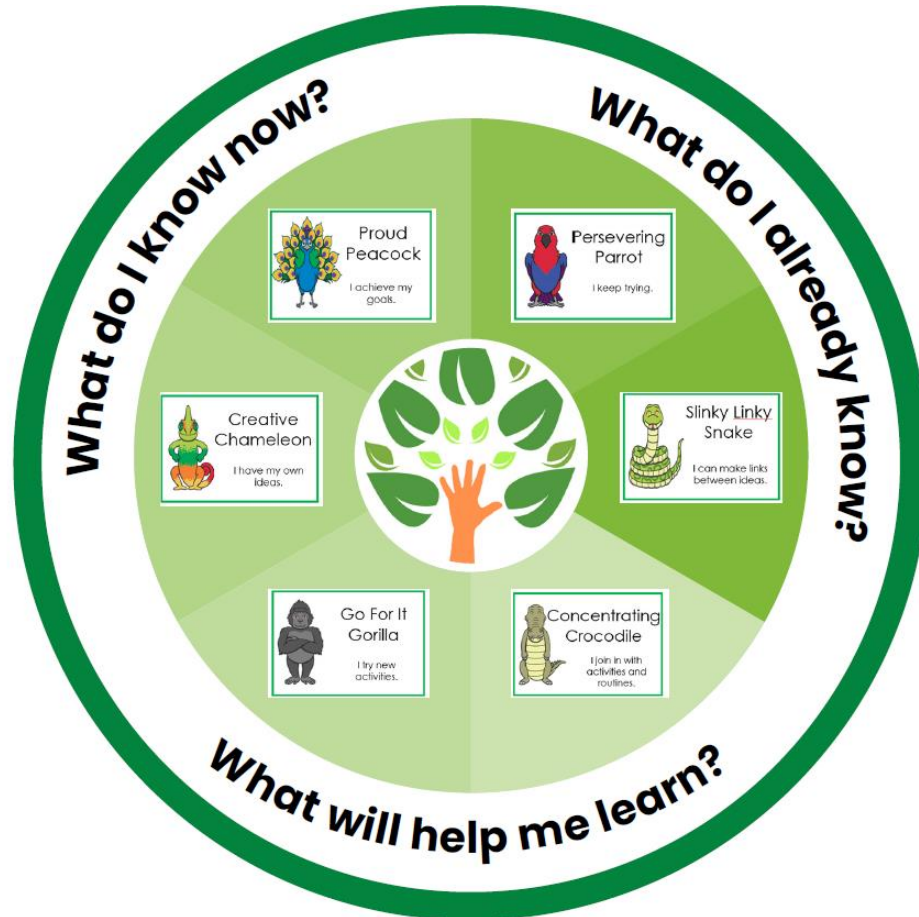 What do I know now?
What do I already know?
Proud
Peacock
I achieve my
goals.
Persevering
Parrot
I keep trying.
Creative
Chameleon
I have my own
ideas.
Slinky Linky
Snake
I can make links
between ideas.
Go For It
Gorilla
I try new
activities.
Concentrating
Crocodile
I join in with
activities and
routines.
What will help me learn?